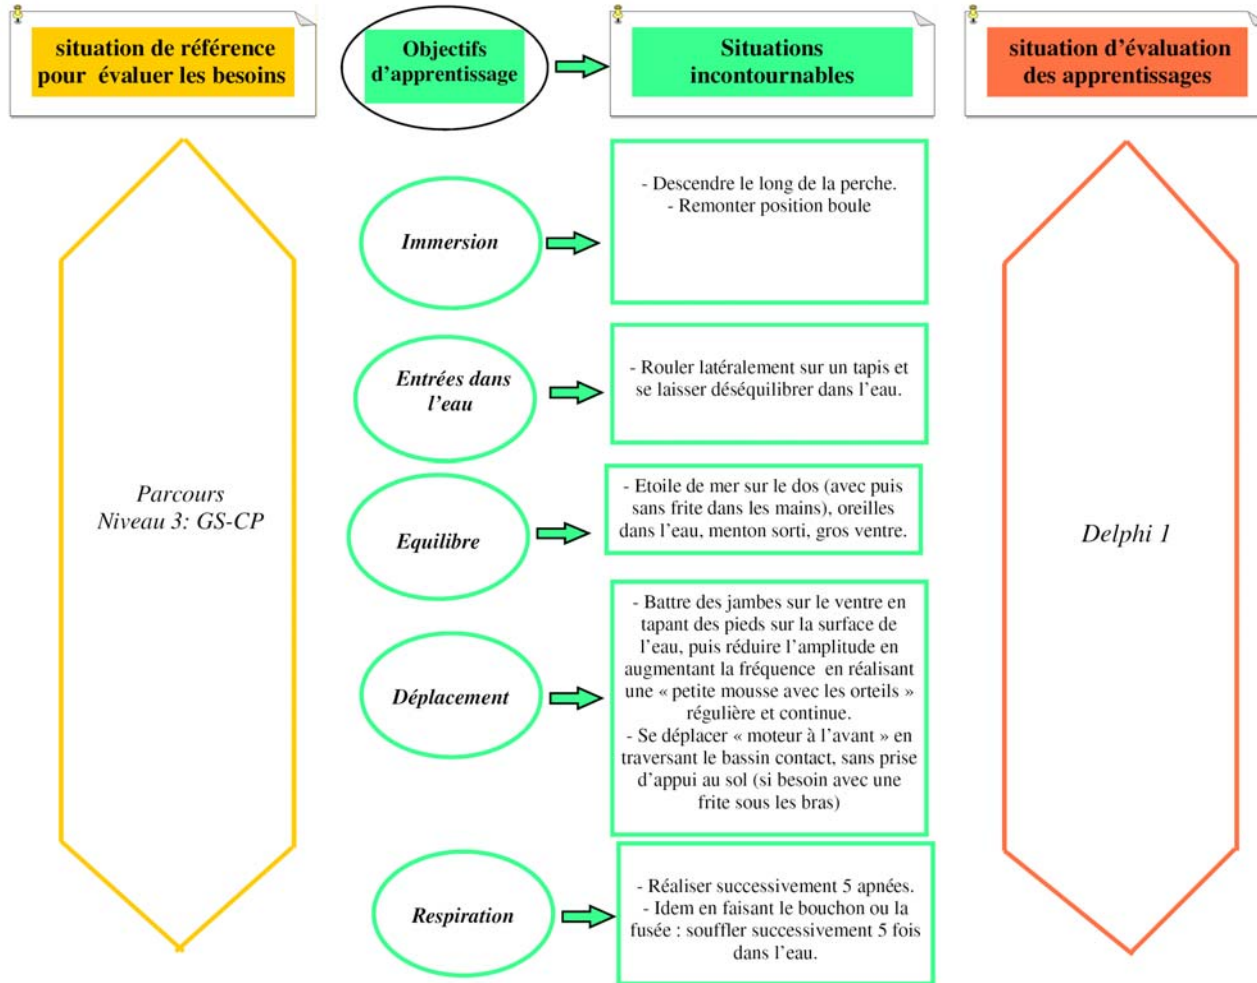 situation de référence
pour évaluer les besoins
Objectifs
d'apprentissage
Situations
incontournables
situation d'évaluation
des apprentissages
Parcours
Niveau 3: GS-CP
Immersion
- Descendre le long de la perche.
- Remonter position boule
Entrées dans
l'eau
- Rouler latéralement sur un tapis et
se laisser déséquilibrer dans l'eau.
Equilibre
- Etoile de mer sur le dos (avec puis
sans frite dans les mains), oreilles
dans l'eau, menton sorti, gros ventre.
Déplacement
- Battre des jambes sur le ventre en
tapant des pieds sur la surface de
l'eau, puis réduire l'amplitude en
augmentant la fréquence en réalisant
une « petite mousse avec les orteils »
régulière et continue.
- Se déplacer « moteur à l'avant » en
traversant le bassin contact, sans prise
d'appui au sol (si besoin avec une
frite sous les bras)
Respiration
- Réaliser successivement 5 apnées.
- Idem en faisant le bouchon ou la
fusée : souffler successivement 5 fois
dans l'eau.
Delphi 1